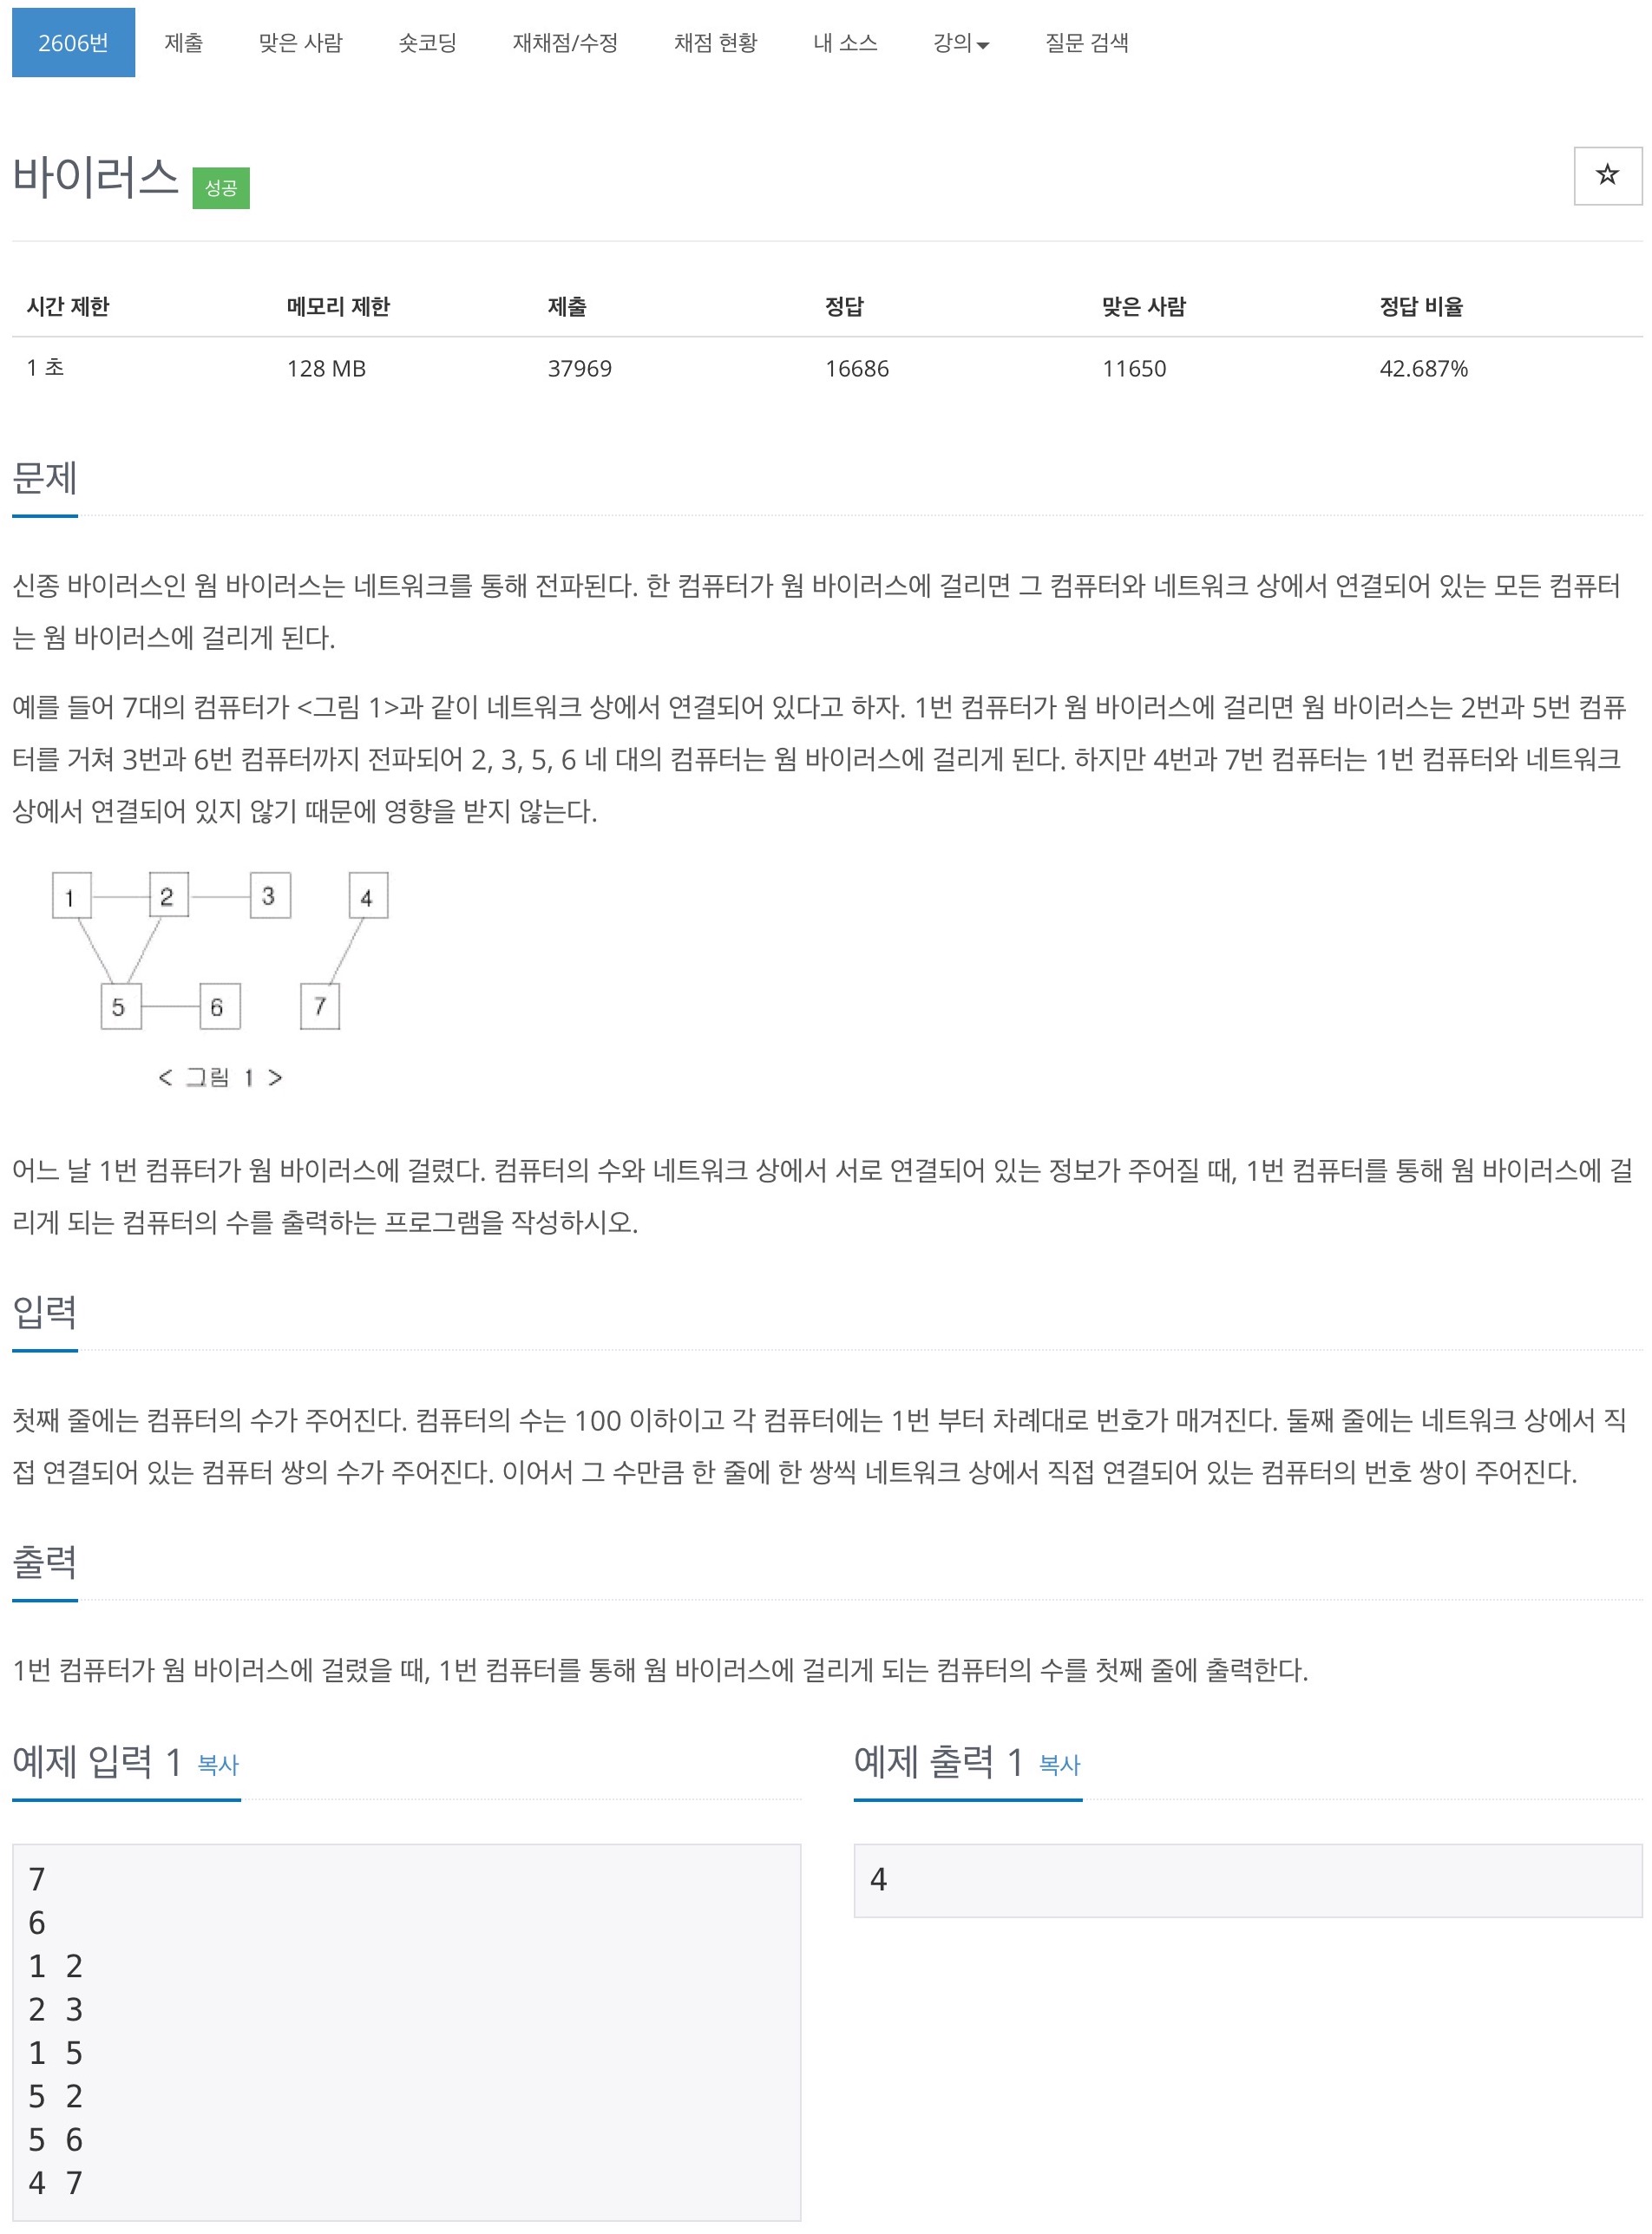 2606번 제출 맞은 사람 숏코딩 재채점/수정 채점 현황 내 소스 강의 질문 검색
바이러스 성공
시간 제한 메모리 제한 제출 정답 맞은 사람 정답 비율
1 초 128 MB 37969 16686 11650 42.687%
문제
신종 바이러스인 웜 바이러스는 네트워크를 통해 전파된다. 한 컴퓨터가 웜 바이러스에 걸리면 그 컴퓨터와 네트워크 상에서 연결되어 있는 모든 컴퓨터
는 웜 바이러스에 걸리게 된다.
예를 들어 7대의 컴퓨터가 <그림 1>과 같이 네트워크 상에서 연결되어 있다고 하자. 1번 컴퓨터가 웜 바이러스에 걸리면 웜 바이러스는 2번과 5번 컴퓨
터를 거쳐 3번과 6번 컴퓨터까지 전파되어 2, 3, 5, 6 네 대의 컴퓨터는 웜 바이러스에 걸리게 된다. 하지만 4번과 7번 컴퓨터는 1번 컴퓨터와 네트워크
상에서 연결되어 있지 않기 때문에 영향을 받지 않는다.
1 2 3 4
5 6 7
< 그림 1 >
어느 날 1번 컴퓨터가 웜 바이러스에 걸렸다. 컴퓨터의 수와 네트워크 상에서 서로 연결되어 있는 정보가 주어질 때, 1번 컴퓨터를 통해 웜 바이러스에 걸
리게 되는 컴퓨터의 수를 출력하는 프로그램을 작성하시오.
입력
첫째 줄에는 컴퓨터의 수가 주어진다. 컴퓨터의 수는 100 이하이고 각 컴퓨터에는 1번 부터 차례대로 번호가 매겨진다. 둘째 줄에는 네트워크 상에서 직
접 연결되어 있는 컴퓨터 쌍의 수가 주어진다. 이어서 그 수만큼 한 줄에 한 쌍씩 네트워크 상에서 직접 연결되어 있는 컴퓨터의 번호 쌍이 주어진다.
출력
1번 컴퓨터가 웜 바이러스에 걸렸을 때, 1번 컴퓨터를 통해 웜 바이러스에 걸리게 되는 컴퓨터의 수를 첫째 줄에 출력한다.
예제 입력 1 복사
7
6
1 2
2 3
1 5
5 2
5 6
4 7
예제 출력 1 복사
4